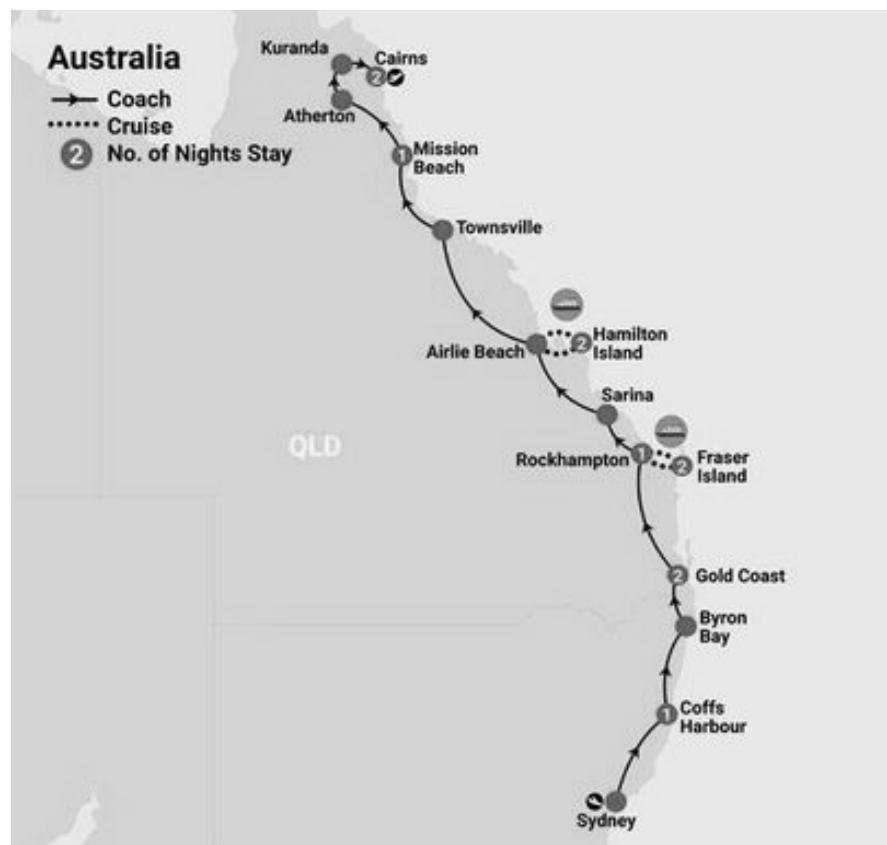 Australia
Coach
Cruise
2 No. of Nights Stay
Kuranda
Cairns
2
Atherton
1 Mission
Beach
Townsville
Airlie Beach
2 Hamilton
Island
Sarina
Rockhampton 1
2 Fraser
Island
QLD
2 Gold Coast
Byron
Bay
1 Coffs
Harbour
Sydney